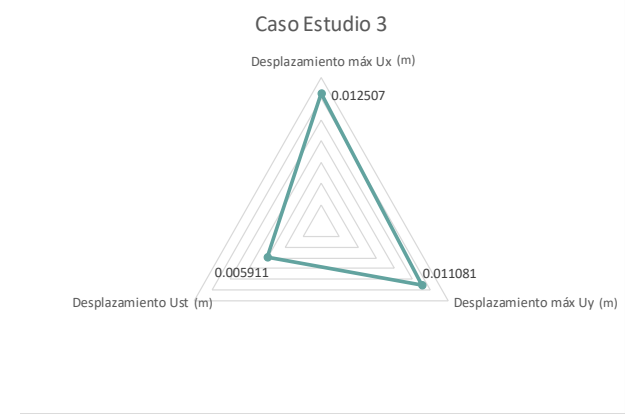 Caso Estudio 3
Desplazamiento máx Ux (m)
0.012507
0.005911
0.011081
Desplazamiento Ust (m)
Desplazamiento máx Uy (m)